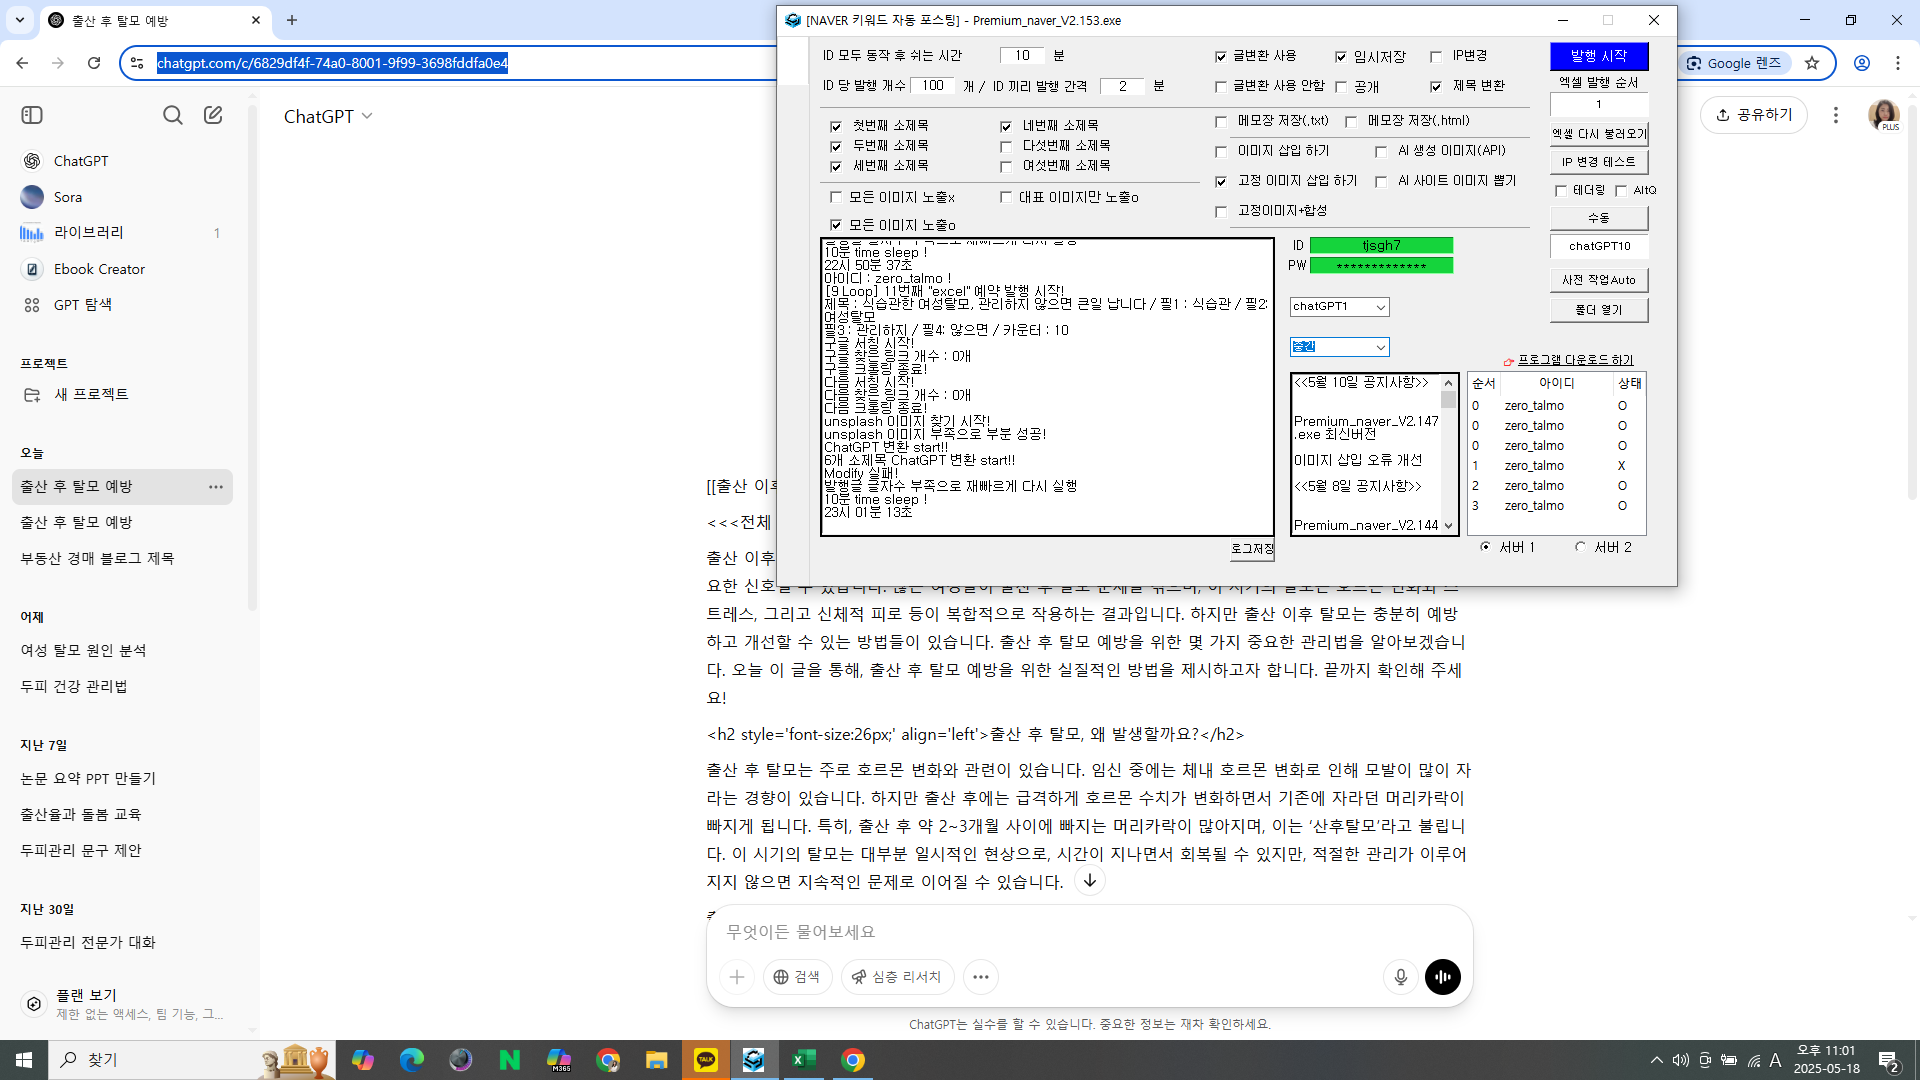 출산 후 탈모 예방
chatgpt.com/c/6829df4f-74a0-8001-9f99-3698fddfa0e4
Google 렌즈
ChatGPT
공유하기
PLUS
ChatGPT
Sora
라이브러리 1
Ebook Creator
GPT 탐색
프로젝트
새 프로젝트
오늘
출산 후 탈모 예방
출산 후 탈모 예방
부동산 경매 블로그 제목
어제
여성 탈모 원인 분석
두피 건강 관리법
지난 7일
논문 요약 PPT 만들기
출산율과 돌봄 교육
두피관리 문구 제안
지난 30일
두피관리 전문가 대화
플랜 보기
제한 없는 액세스, 팀 기능, 그...
[NAVER 키워드 자동 포스팅] - Premium_naver_V2.153.exe
ID 모두 동작 후 쉬는 시간 10 분
ID 당 발행 개수 100 개 / ID 끼리 발행 간격 2 분
글변환 사용 임시저장 IP변경
글변환 사용 안함 공개 제목 변환
첫번째 소제목 네번째 소제목
두번째 소제목 다섯번째 소제목
세번째 소제목 여섯번째 소제목
모든 이미지 노출x 대표 이미지만 노출o
모든 이미지 노출o
메모장 저장(.txt) 메모장 저장(.html)
이미지 삽입 하기 AI 생성 이미지(API)
고정 이미지 삽입 하기 AI 사이트 이미지 뽑기
고정이미지+합성
발행 시작
엑셀 발행 순서
1
엑셀 다시 불러오기
IP 변경 테스트
테더링 AltQ
수동
chatGPT10
사전 작업Auto
폴더 열기
10분 time sleep !
22시 50분 37초
아이디 : zero_talmo !
[9 Loop] 11번째 "excel" 예약 발행 시작!
제목 : 식습관한 여성탈모, 관리하지 않으면 큰일 납니다 / 필1 : 식습관 / 필2:
여성탈모
필3 : 관리하지 / 필4: 않으면 / 카운터 : 10
구글 서칭 시작!
구글 찾은 링크 개수 : 0개
구글 크롤링 종료!
다음 서칭 시작!
다음 찾은 링크 개수 : 0개
다음 크롤링 종료!
unsplash 이미지 찾기 시작!
unsplash 이미지 부족으로 부분 성공!
ChatGPT 변환 start!!
6개 소제목 ChatGPT 변환 start!!
Modify 실패!
발행글 글자수 부족으로 재빠르게 다시 실행
10분 time sleep !
23시 01분 13초
로그저장
ID tjsgh7
PW *************
chatGPT1
중간
프로그램 다운로드 하기
<<5월 10일 공지사항>>
Premium_naver_V2.147
.exe 최신버전
이미지 삽입 오류 개선
<<5월 8일 공지사항>>
Premium_naver_V2.144
순서 아이디 상태
0 zero_talmo O
0 zero_talmo O
0 zero_talmo O
1 zero_talmo X
2 zero_talmo O
3 zero_talmo O
서버 1 서버 2
[[출산 이후
<<<전체
출산 이후
트레스, 그리고 신체적 피로 등이 복합적으로 작용하는 결과입니다. 하지만 출산 이후 탈모는 충분히 예방
하고 개선할 수 있는 방법들이 있습니다. 출산 후 탈모 예방을 위한 몇 가지 중요한 관리법을 알아보겠습니
다. 오늘 이 글을 통해, 출산 후 탈모 예방을 위한 실질적인 방법을 제시하고자 합니다. 끝까지 확인해 주세
요!
<h2 style='font-size:26px;' align='left'>출산 후 탈모, 왜 발생할까요?</h2>
출산 후 탈모는 주로 호르몬 변화와 관련이 있습니다. 임신 중에는 체내 호르몬 변화로 인해 모발이 많이 자
라는 경향이 있습니다. 하지만 출산 후에는 급격하게 호르몬 수치가 변화하면서 기존에 자라던 머리카락이
빠지게 됩니다. 특히, 출산 후 약 2~3개월 사이에 빠지는 머리카락이 많아지며, 이는 ‘산후탈모’라고 불립니
다. 이 시기의 탈모는 대부분 일시적인 현상으로, 시간이 지나면서 회복될 수 있지만, 적절한 관리가 이루어
지지 않으면 지속적인 문제로 이어질 수 있습니다.
무엇이든 물어보세요
검색 심층 리서치
ChatGPT는 실수를 할 수 있습니다. 중요한 정보는 재차 확인하세요.
찾기
M365
TALK
A
오후 11:01
2025-05-18
2